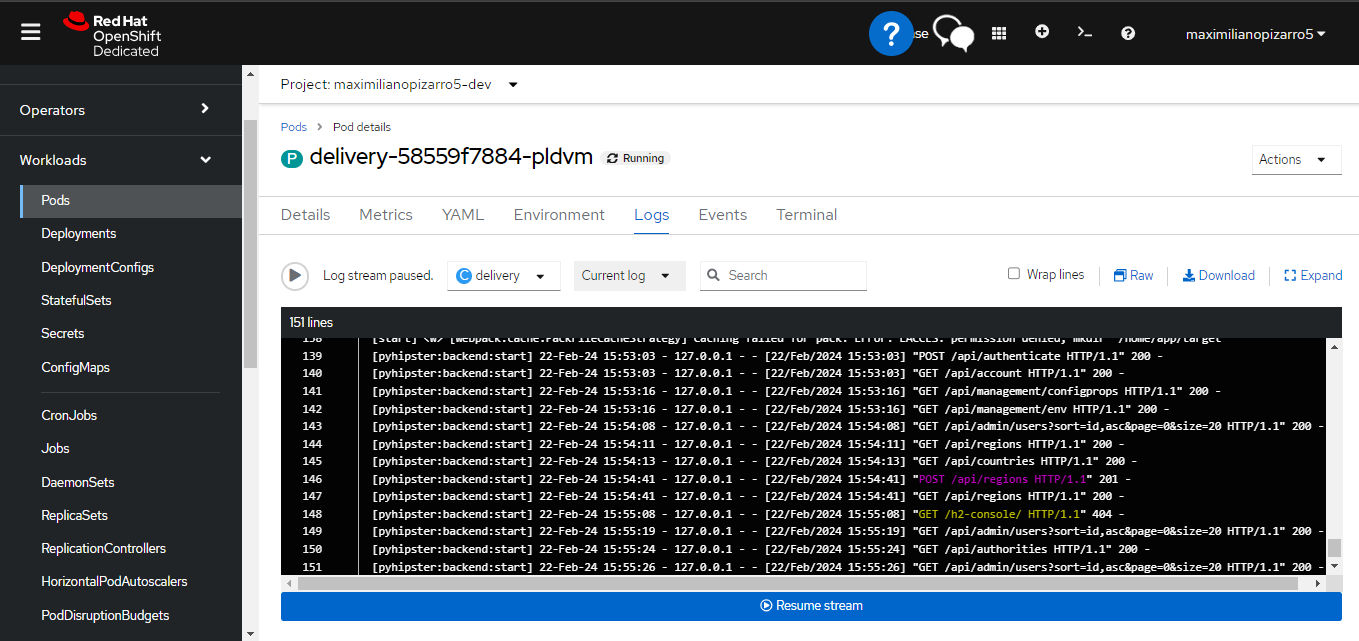 Red Hat
OpenShift
Dedicated
se
maximilianopizarro5
Operators
Workloads
Pods
Deployments
DeploymentConfigs
StatefulSets
Secrets
ConfigMaps
CronJobs
Jobs
DaemonSets
ReplicaSets
ReplicationControllers
HorizontalPodAutoscalers
PodDisruptionBudgets
Project: maximilianopizarro5-dev
Pods > Pod details
P delivery-58559f7884-pldvm Running
Actions
Details Metrics YAML Environment Logs Events Terminal
Log stream paused. C delivery Current log Search Wrap lines Raw Download Expand
151 lines
138 [start] <w> [webpack.cache.PackFileCacheStrategy] Caching failed for pack: Error: EACCES: permission denied, mkdir '/home/app/target'
139 [pyhipster:backend:start] 22-Feb-24 15:53:03 - 127.0.0.1 - - [22/Feb/2024 15:53:03] "POST /api/authenticate HTTP/1.1" 200 -
140 [pyhipster:backend:start] 22-Feb-24 15:53:03 - 127.0.0.1 - - [22/Feb/2024 15:53:03] "GET /api/account HTTP/1.1" 200 -
141 [pyhipster:backend:start] 22-Feb-24 15:53:16 - 127.0.0.1 - - [22/Feb/2024 15:53:16] "GET /api/management/configprops HTTP/1.1" 200 -
142 [pyhipster:backend:start] 22-Feb-24 15:53:16 - 127.0.0.1 - - [22/Feb/2024 15:53:16] "GET /api/management/env HTTP/1.1" 200 -
143 [pyhipster:backend:start] 22-Feb-24 15:54:08 - 127.0.0.1 - - [22/Feb/2024 15:54:08] "GET /api/admin/users?sort=id,asc&page=0&size=20 HTTP/1.1" 200 -
144 [pyhipster:backend:start] 22-Feb-24 15:54:11 - 127.0.0.1 - - [22/Feb/2024 15:54:11] "GET /api/regions HTTP/1.1" 200 -
145 [pyhipster:backend:start] 22-Feb-24 15:54:13 - 127.0.0.1 - - [22/Feb/2024 15:54:13] "GET /api/countries HTTP/1.1" 200 -
146 [pyhipster:backend:start] 22-Feb-24 15:54:41 - 127.0.0.1 - - [22/Feb/2024 15:54:41] "POST /api/regions HTTP/1.1" 201 -
147 [pyhipster:backend:start] 22-Feb-24 15:54:41 - 127.0.0.1 - - [22/Feb/2024 15:54:41] "GET /api/regions HTTP/1.1" 200 -
148 [pyhipster:backend:start] 22-Feb-24 15:55:08 - 127.0.0.1 - - [22/Feb/2024 15:55:08] "GET /h2-console/ HTTP/1.1" 404 -
149 [pyhipster:backend:start] 22-Feb-24 15:55:19 - 127.0.0.1 - - [22/Feb/2024 15:55:19] "GET /api/admin/users?sort=id,asc&page=0&size=20 HTTP/1.1" 200 -
150 [pyhipster:backend:start] 22-Feb-24 15:55:24 - 127.0.0.1 - - [22/Feb/2024 15:55:24] "GET /api/authorities HTTP/1.1" 200 -
151 [pyhipster:backend:start] 22-Feb-24 15:55:26 - 127.0.0.1 - - [22/Feb/2024 15:55:26] "GET /api/admin/users?sort=id,asc&page=0&size=20 HTTP/1.1" 200 -
Resume stream